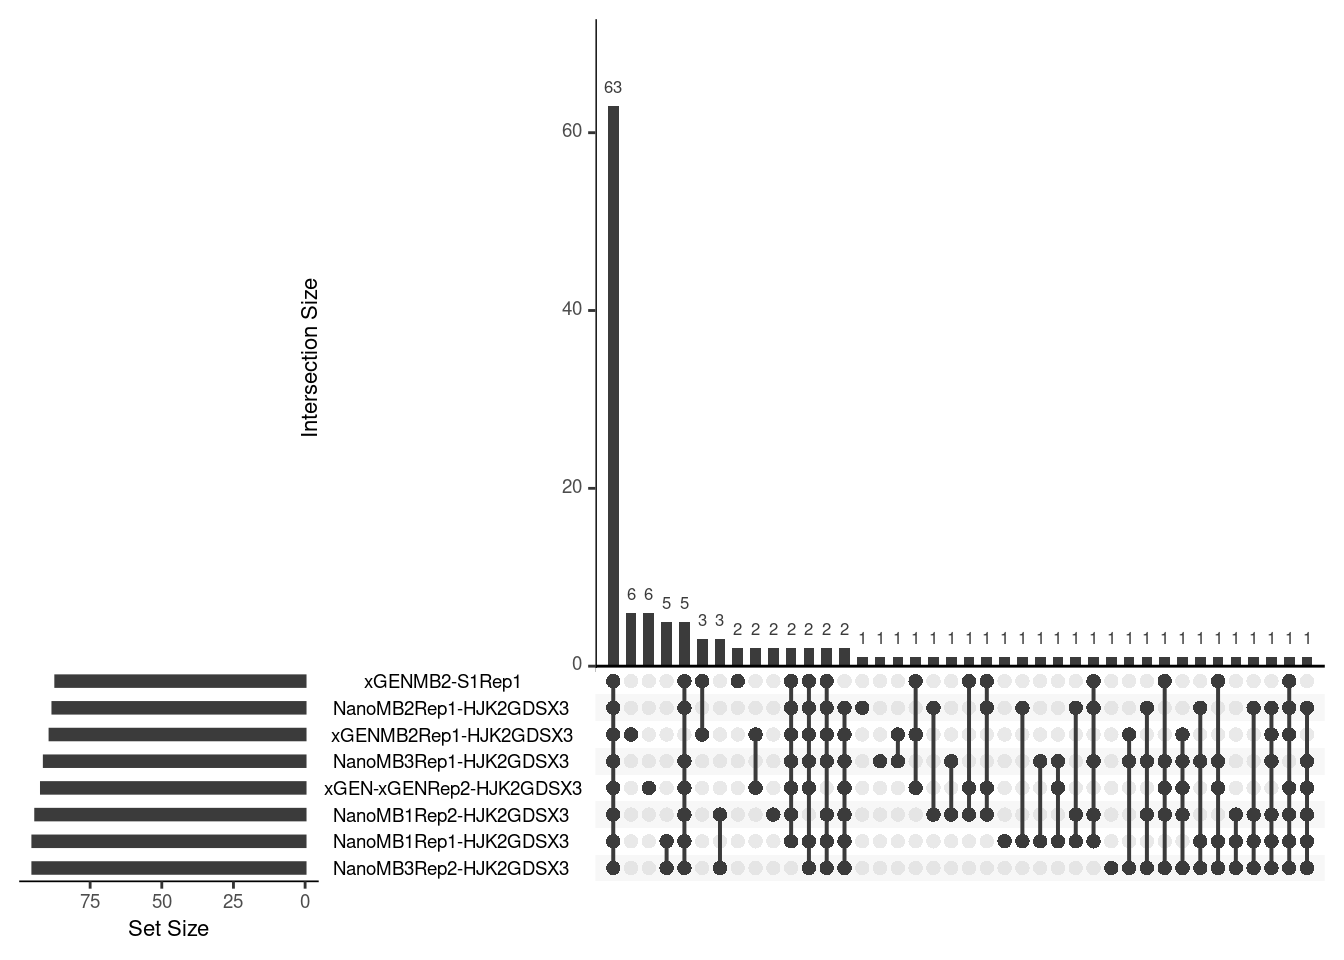 63
60
40
20
0
Intersection Size
6 6 5 5 3 3 2 2 2 2 2 2 2 1 1 1 1 1 1 1 1 1 1 1 1 1 1 1 1 1 1 1 1 1 1 1 1 1 1 1
xGENMB2-S1Rep1
NanoMB2Rep1-HJK2GDSX3
xGENMB2Rep1-HJK2GDSX3
NanoMB3Rep1-HJK2GDSX3
xGEN-xGENRep2-HJK2GDSX3
NanoMB1Rep2-HJK2GDSX3
NanoMB1Rep1-HJK2GDSX3
NanoMB3Rep2-HJK2GDSX3
75 50 25 0
Set Size